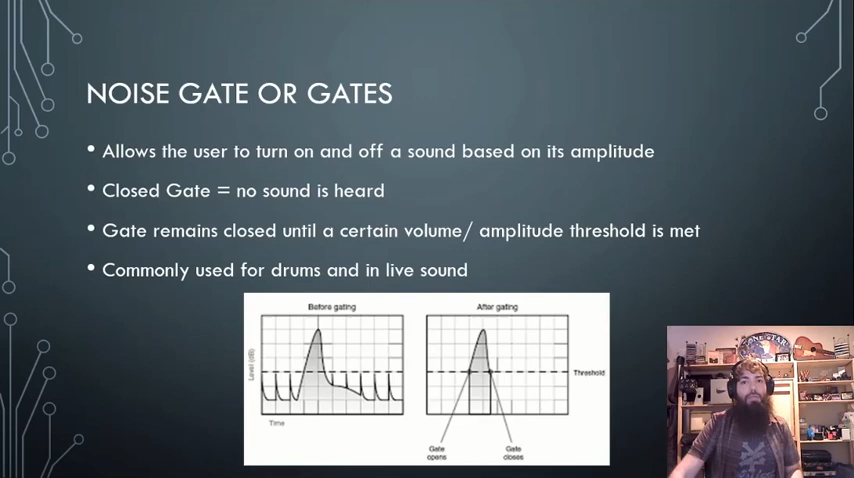 NOISE GATE OR GATES
• Allows the user to turn on and off a sound based on its amplitude
• Closed Gate = no sound is heard
• Gate remains closed until a certain volume/ amplitude threshold is met
• Commonly used for drums and in live sound
Before gating
After gating
Level (dB)
Threshold
Time
Gate opens
Gate closes